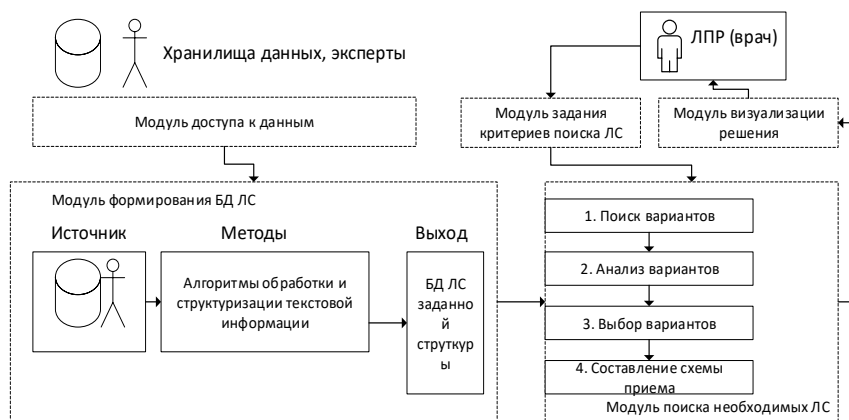 Хранилища данных, эксперты
ЛПР (врач)
Модуль доступа к данным
Модуль задания
критериев поиска ЛС
Модуль визуализации
решения
Модуль формирования БД ЛС
Источник
Методы
Выход
Алгоритмы обработки и
структуризации текстовой
информации
БД ЛС
заданно
й
струткур
ы
1. Поиск вариантов
2. Анализ вариантов
3. Выбор вариантов
4. Составление схемы
приема
Модуль поиска необходимых ЛС